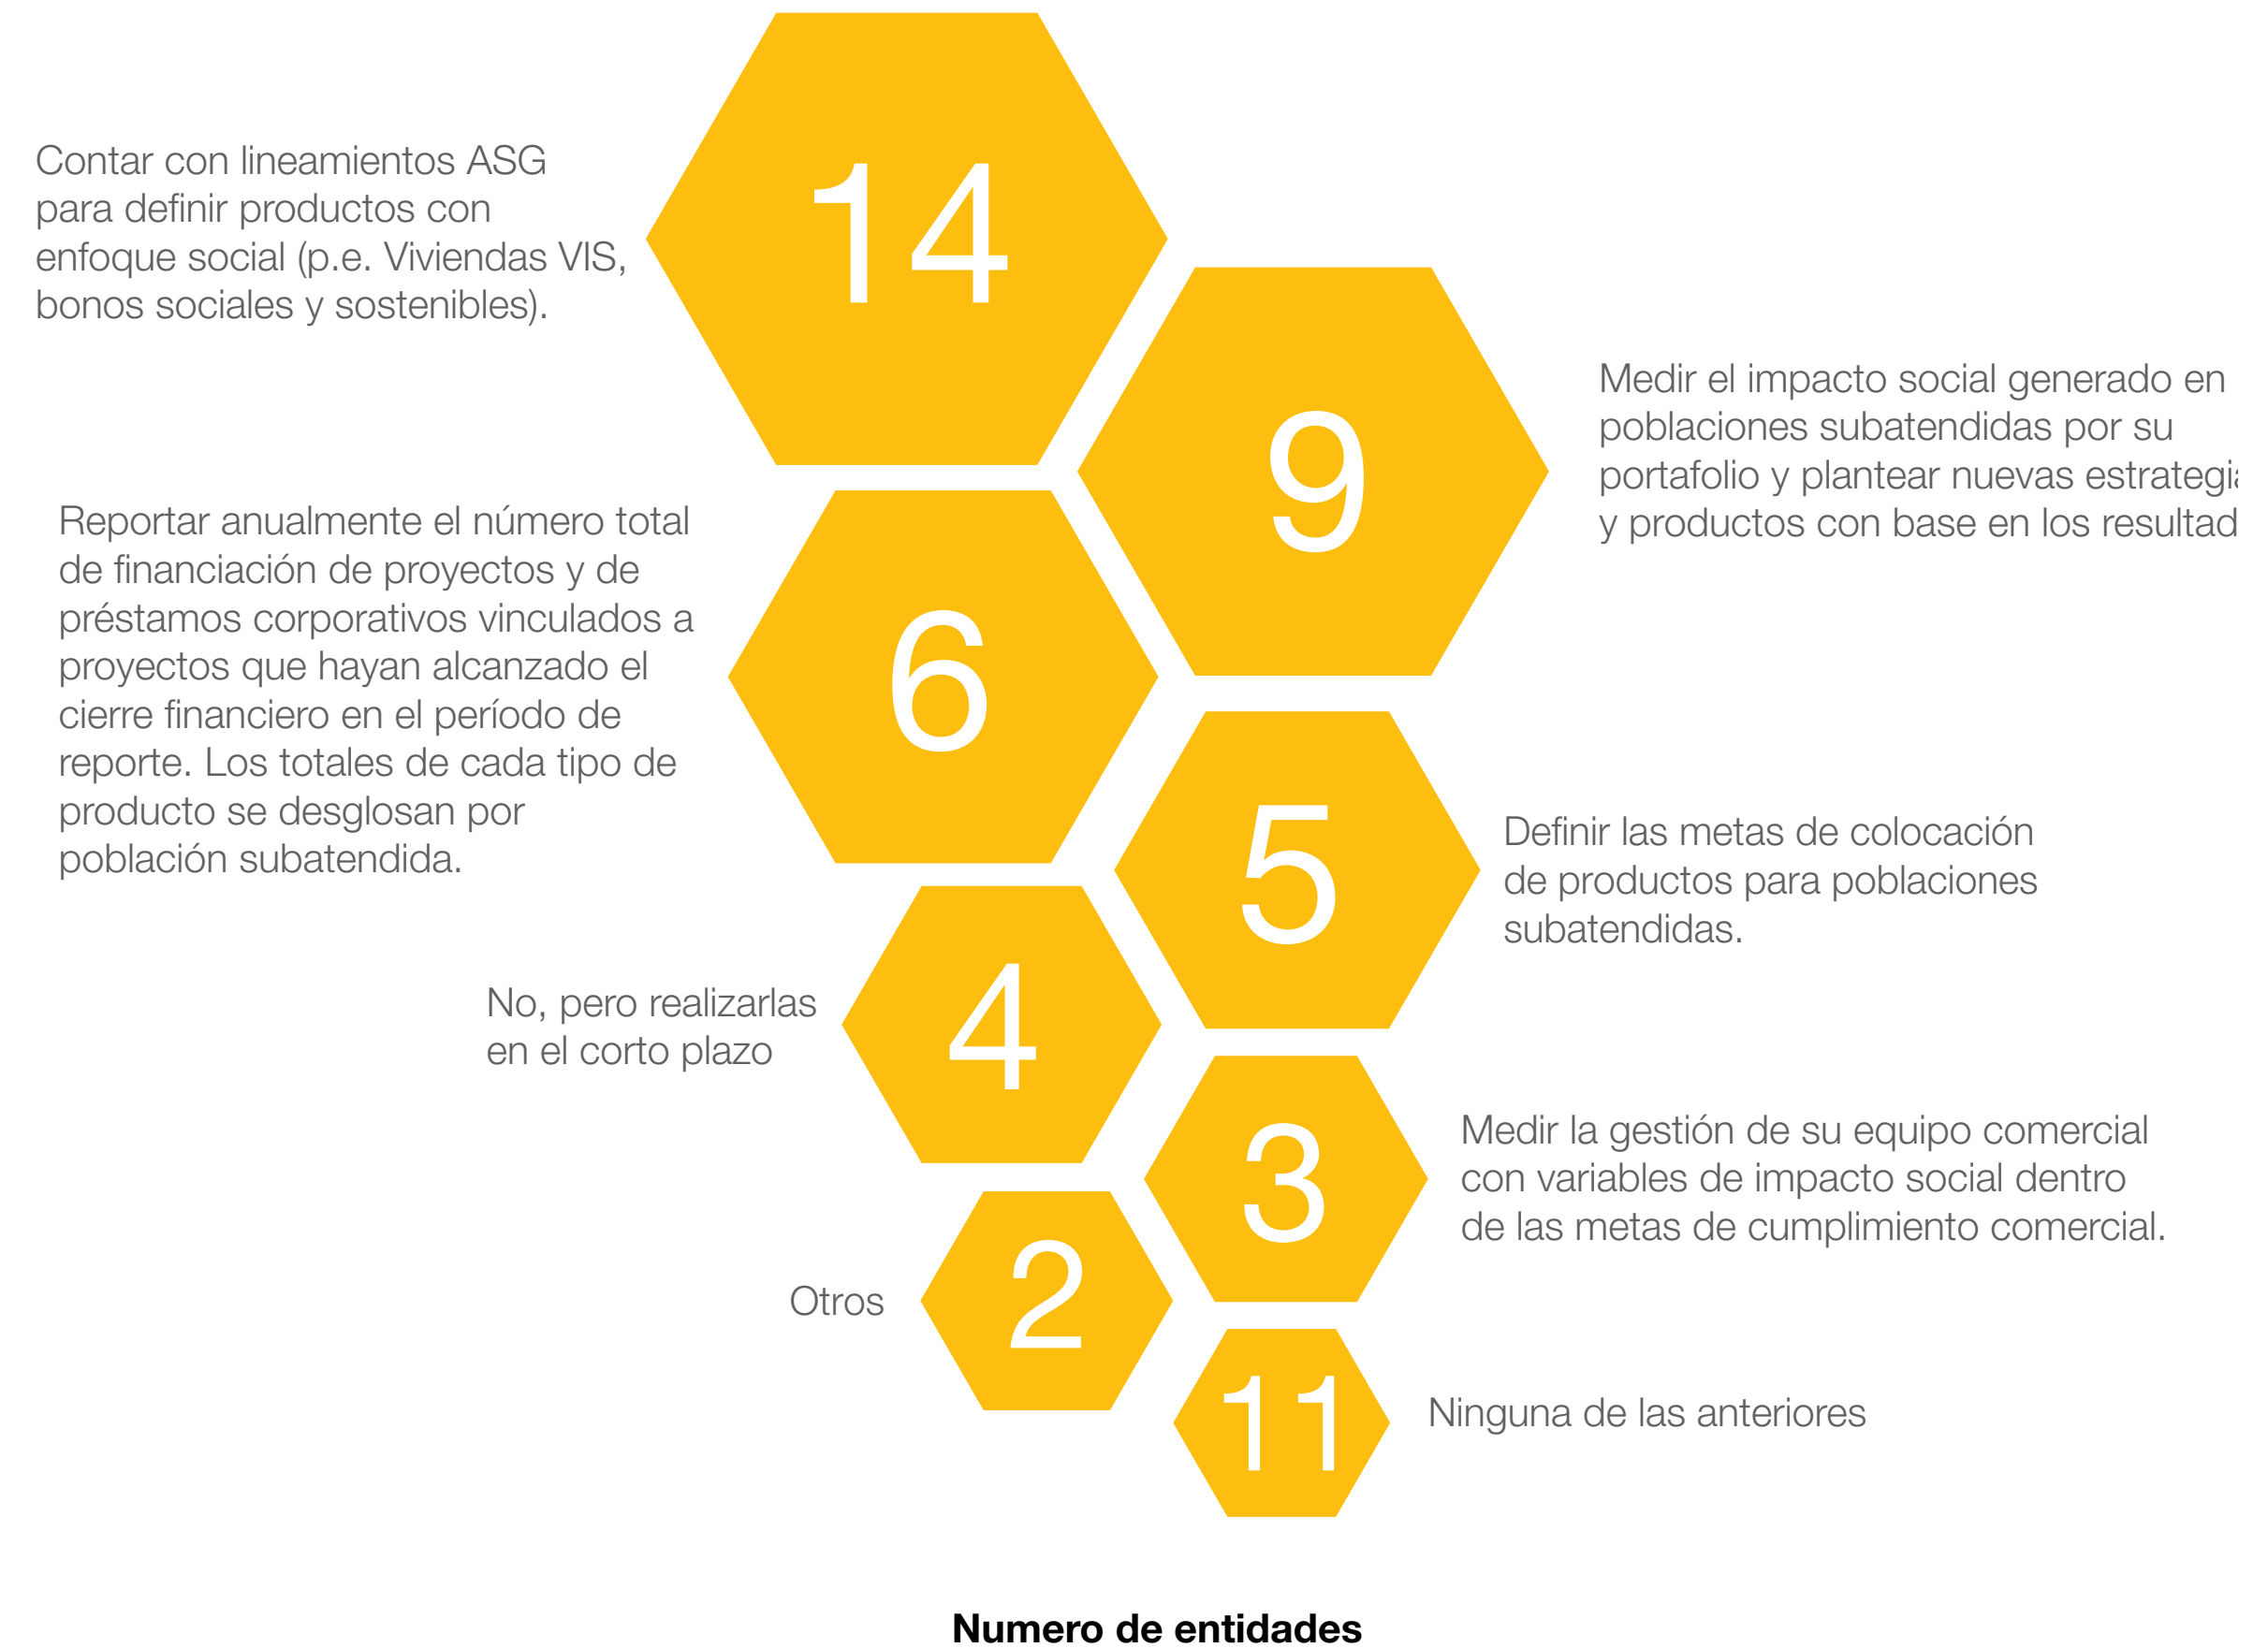 14
Contar con lineamientos ASG
para definir productos con
enfoque social (p.e. Viviendas VIS,
bonos sociales y sostenibles).
9
Medir el impacto social generado en
poblaciones subatendidas por su
portafolio y plantear nuevas
y productos con base en los
6
Reportar anualmente el número total
de financiación de proyectos y de
préstamos corporativos vinculados a
proyectos que hayan alcanzado el
cierre financiero en el período de
reporte. Los totales de cada tipo de
producto se desglosan por
población subatendida.
5
Definir las metas de colocación
de productos para poblaciones
subatendidas.
4
No, pero realizarlas
en el corto plazo
3
Medir la gestión de su equipo comercial
con variables de impacto social dentro
de las metas de cumplimiento comercial.
2
Otros
11
Ninguna de las anteriores
Numero de entidades